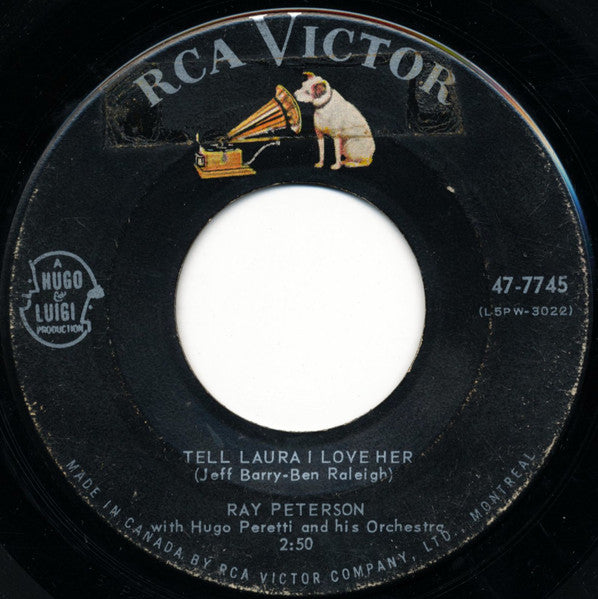 RCA VICTOR
A
HUGO
&
LUIGI
PRODUCTION
47-7745
(L5PW-3022)
TELL LAURA I LOVE HER
(Jeff Barry-Ben Raleigh)
RAY PETERSON
with Hugo Peretti and his Orchestra
2:50
MADE IN CANADA BY RCA VICTOR COMPANY, LTD., MONTREAL